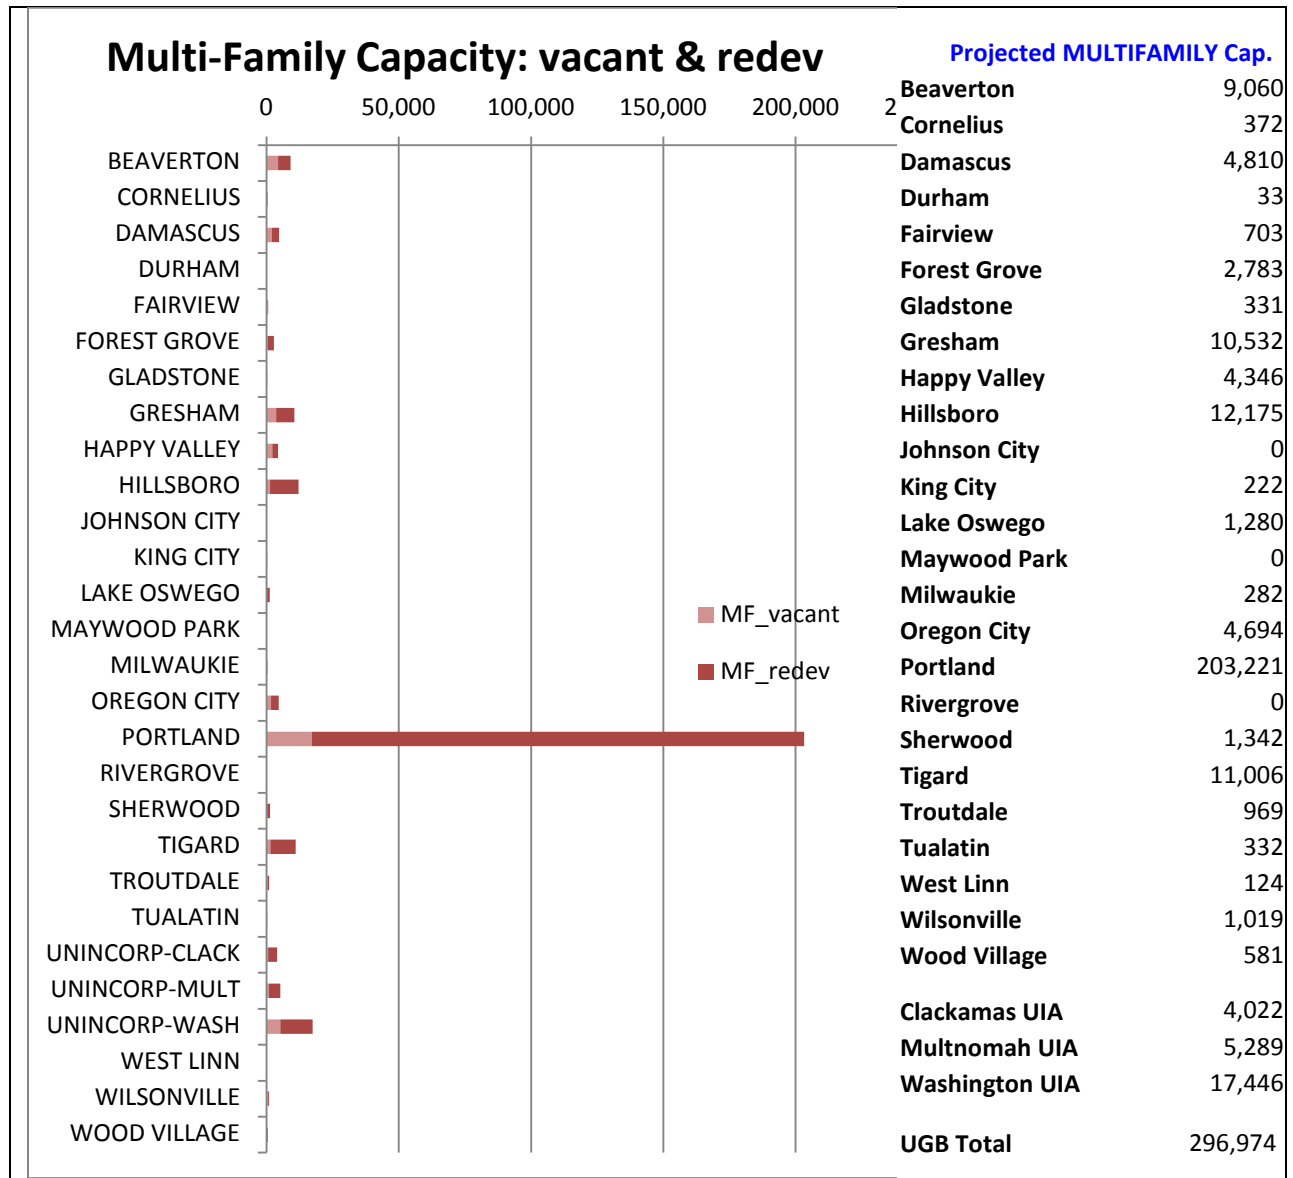 Multi-Family Capacity: vacant & redev
0 50,000 100,000 150,000 200,000 2
BEAVERTON
CORNELIUS
DAMASCUS
DURHAM
FAIRVIEW
FOREST GROVE
GLADSTONE
GRESHAM
HAPPY VALLEY
HILLSBORO
JOHNSON CITY
KING CITY
LAKE OSWEGO
MAYWOOD PARK
MILWAUKIE
OREGON CITY
PORTLAND
RIVERGROVE
SHERWOOD
TIGARD
TROUTDALE
TUALATIN
UNINCORP-CLACK
UNINCORP-MULT
UNINCORP-WASH
WEST LINN
WILSONVILLE
WOOD VILLAGE
MF_vacant
MF_redev
Projected MULTIFAMILY Cap.
Beaverton 9,060
Cornelius 372
Damascus 4,810
Durham 33
Fairview 703
Forest Grove 2,783
Gladstone 331
Gresham 10,532
Happy Valley 4,346
Hillsboro 12,175
Johnson City 0
King City 222
Lake Oswego 1,280
Maywood Park 0
Milwaukie 282
Oregon City 4,694
Portland 203,221
Rivergrove 0
Sherwood 1,342
Tigard 11,006
Troutdale 969
Tualatin 332
West Linn 124
Wilsonville 1,019
Wood Village 581
Clackamas UIA 4,022
Multnomah UIA 5,289
Washington UIA 17,446
UGB Total 296,974